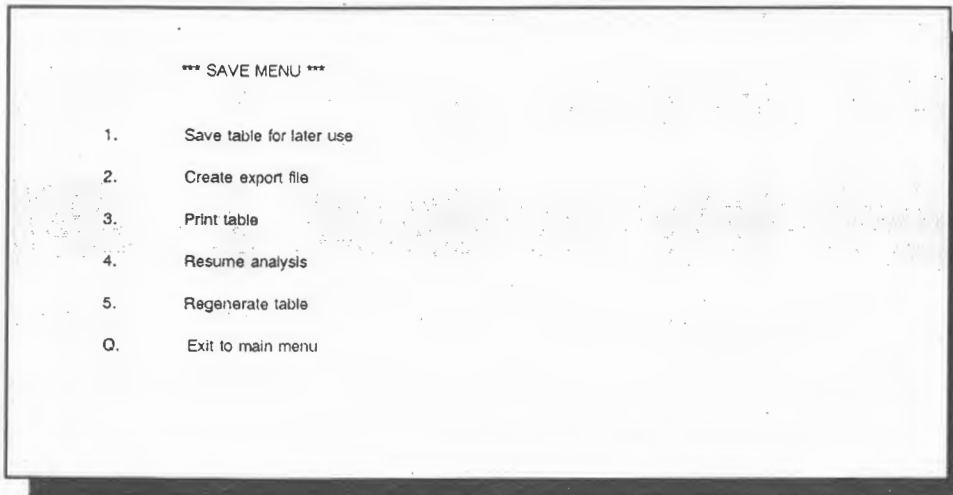 *** SAVE MENU ***
1. Save table for later use
2. Create export file
3. Print table
4. Resume analysis
5. Regenerate table
Q. Exit to main menu